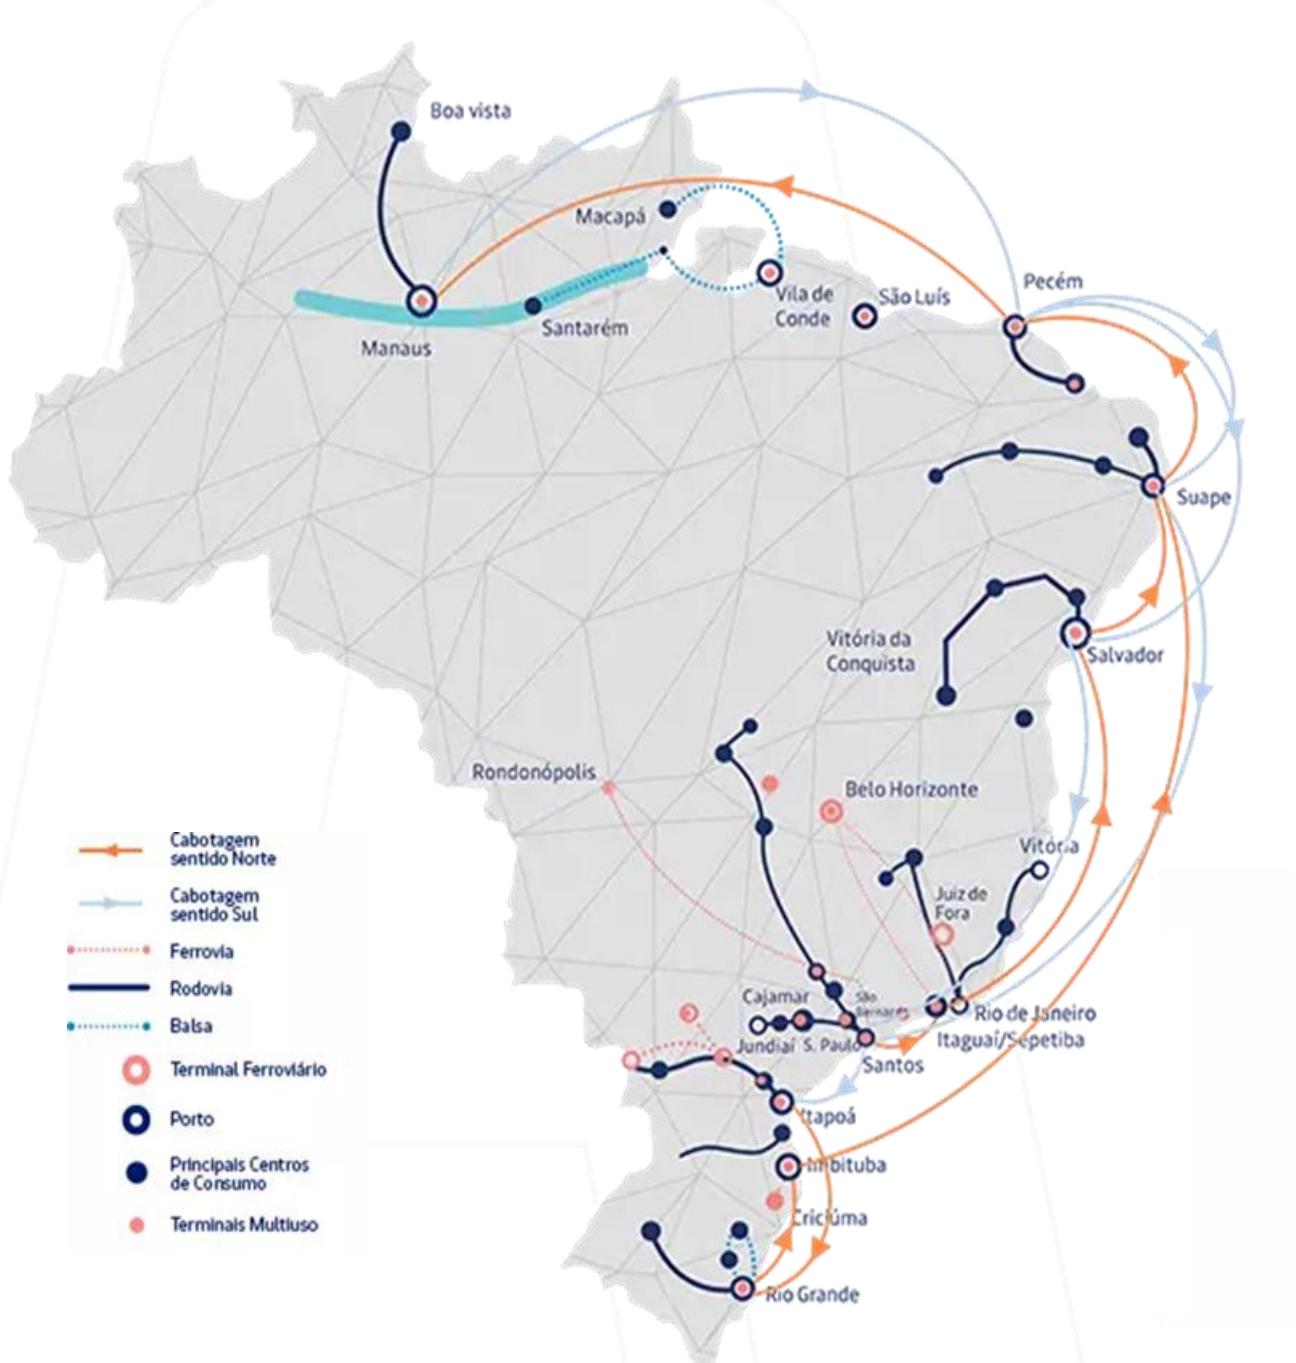 Boa vista
Macapá
Pecém
Vila de
Conde
São Luís
Santarém
Manaus
Suape
Vitória da
Conquista
Salvador
Rondonópolis
Belo Horizonte
Vitória
Juiz de
Fora
Cajamar
São
Bernardo
Rio de Janeiro
Jundiaí
S. Paulo
Itaguaí/Sepetiba
Santos
Itapoá
Imbituba
Criciúma
Rio Grande
Cabotagem
sentido Norte
Cabotagem
sentido Sul
Ferrovia
Rodovia
Balsa
Terminal Ferroviário
Porto
Principais Centros
de Consumo
Terminais Multiuso